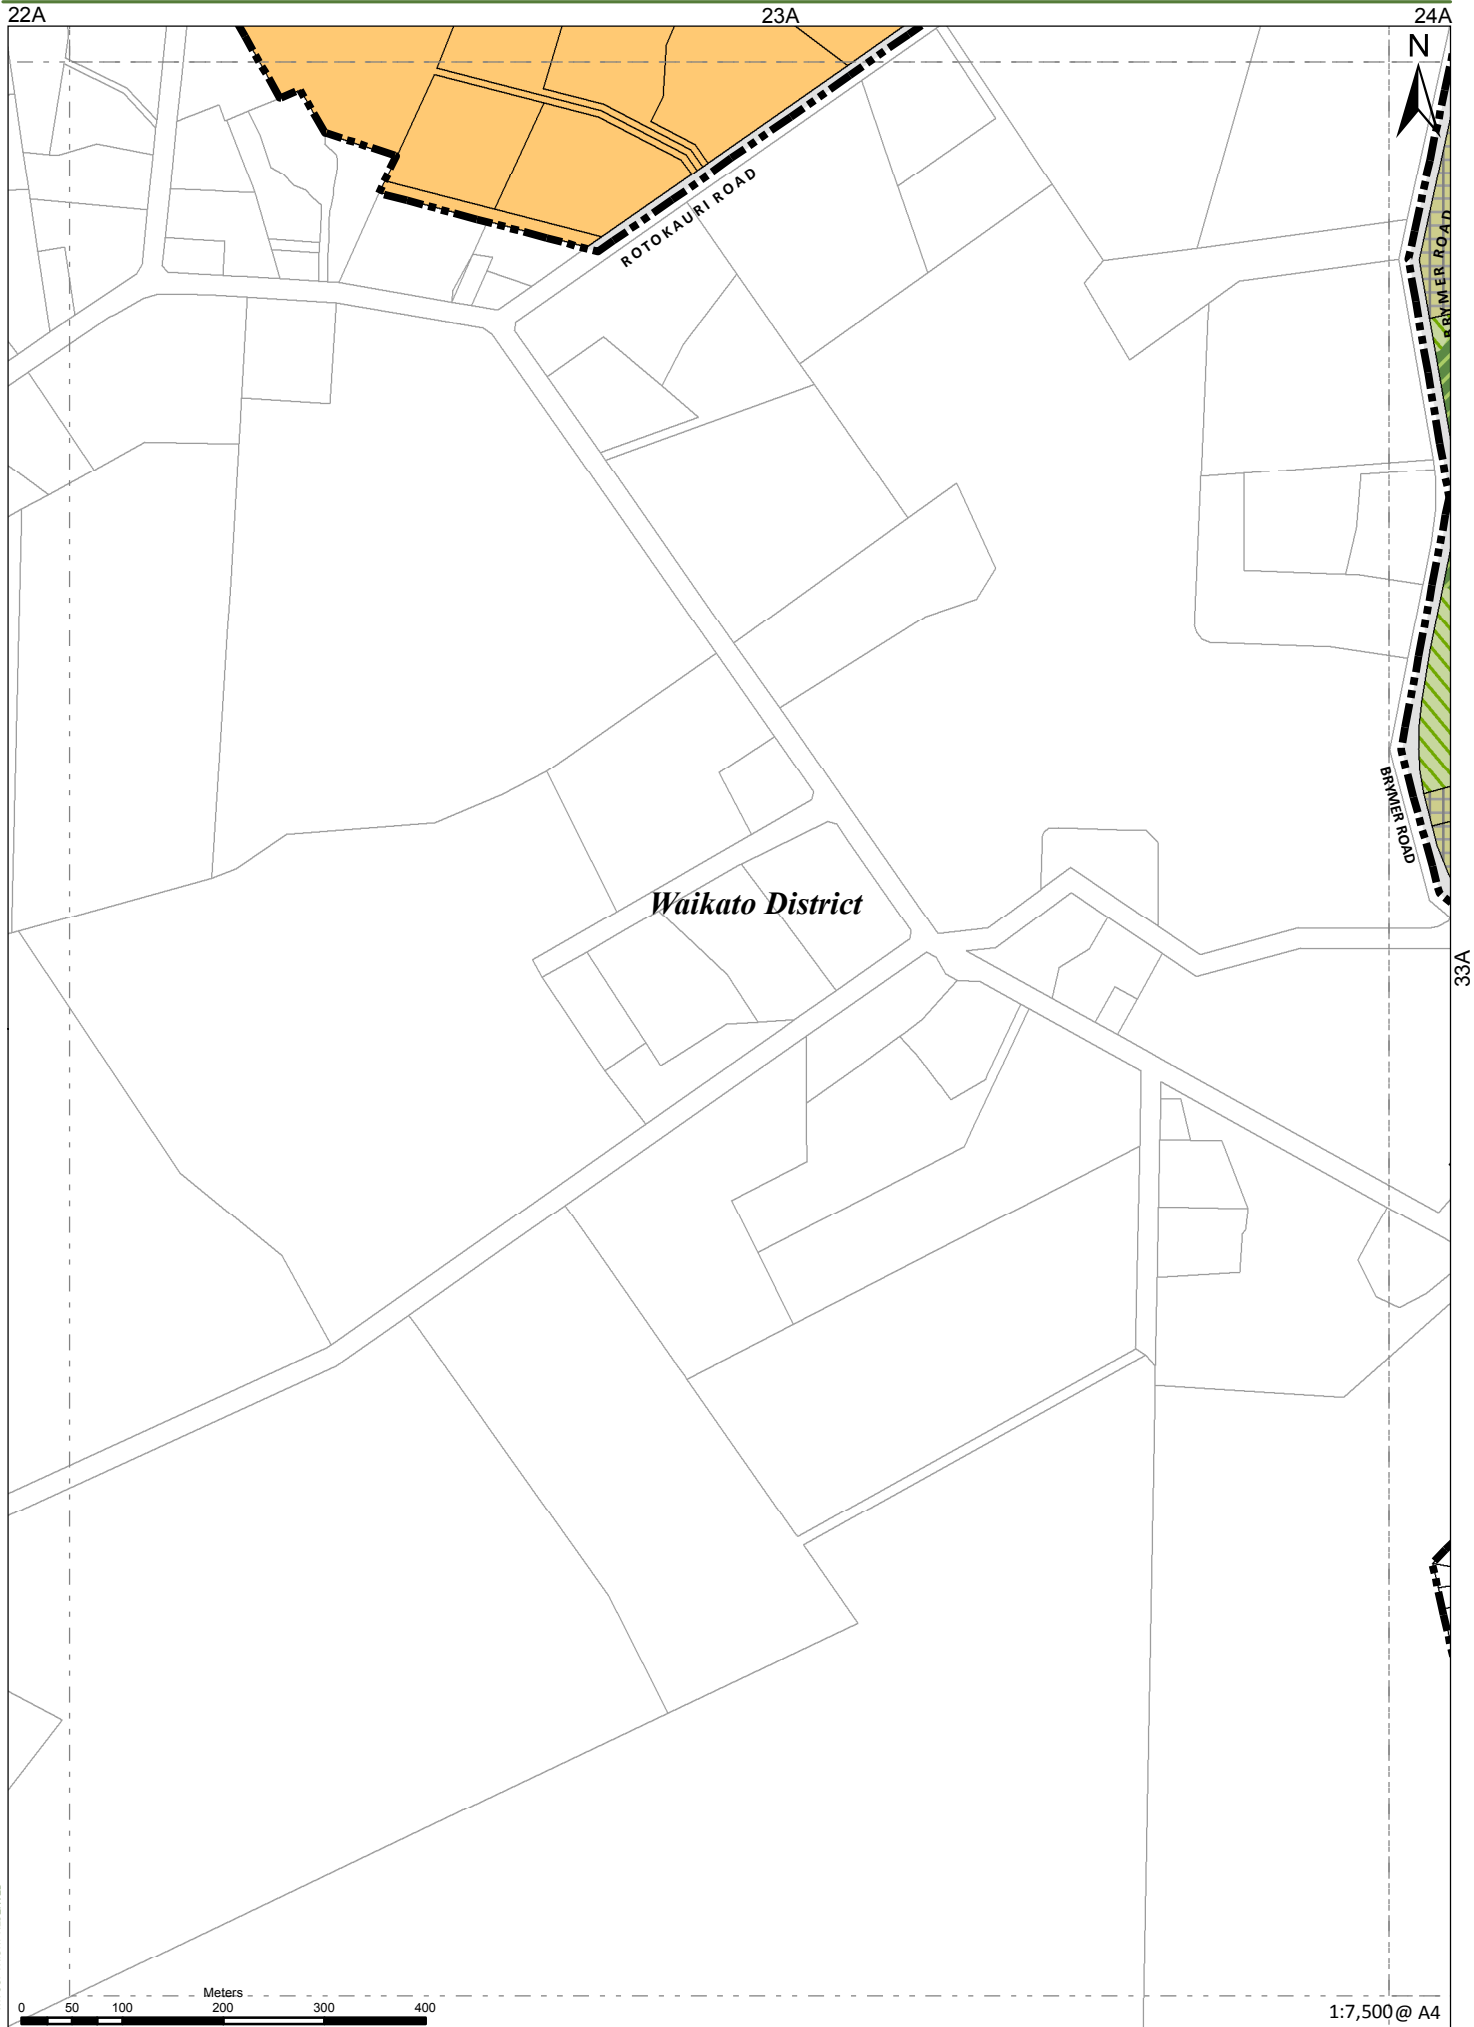 22A
23A
24A
N
ROTOKAURI ROAD
BRYMER ROAD
BRYMER ROAD
Waikato District
33A
Meters
0 50 100 200 300 400
1:7,500@ A4